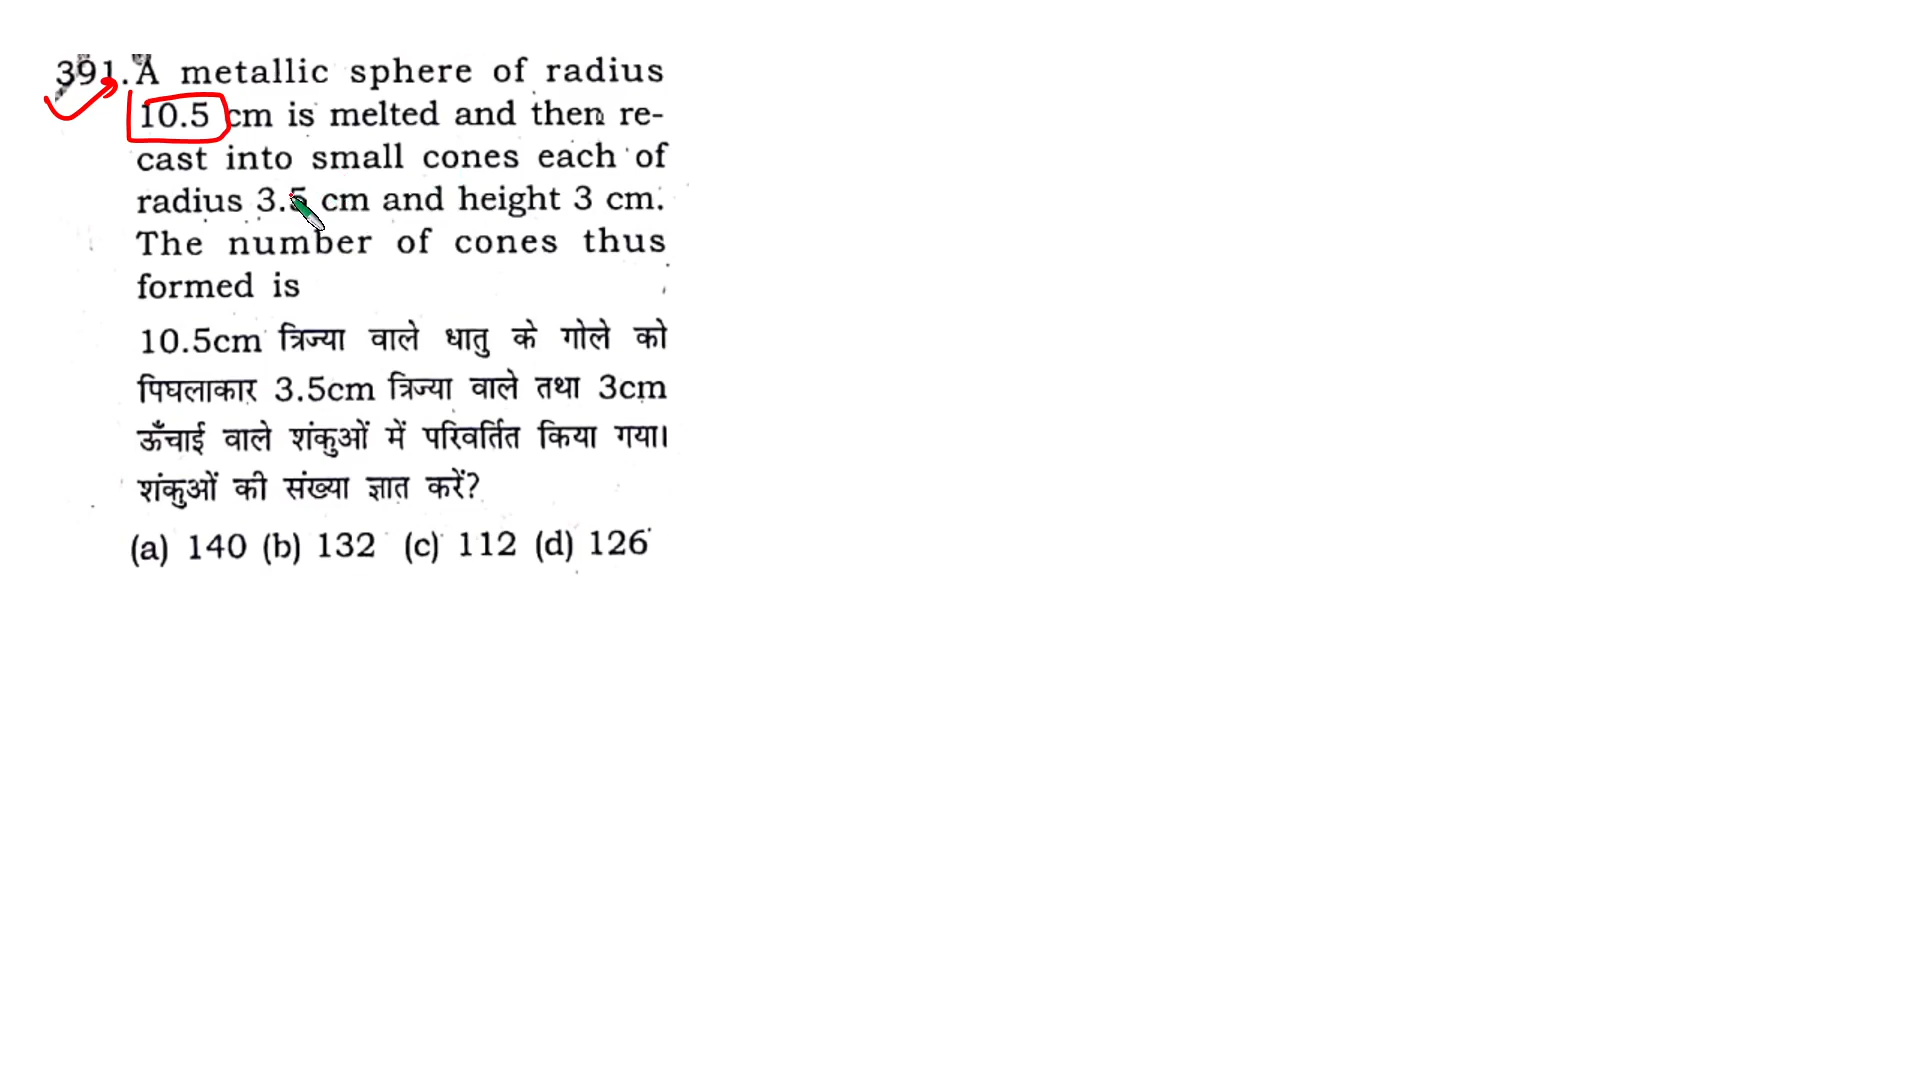 391. A metallic sphere of radius
10.5 cm is melted and then re-
cast into small cones each of
radius 3.5 cm and height 3 cm.
The number of cones thus
formed is
10.5cm त्रिज्या वाले धातु के गोले को
पिघलाकार 3.5cm त्रिज्या वाले तथा 3cm
ऊँचाई वाले शंकुओं में परिवर्तित किया गया।
शंकुओं की संख्या ज्ञात करें?
(a) 140 (b) 132 (c) 112 (d) 126